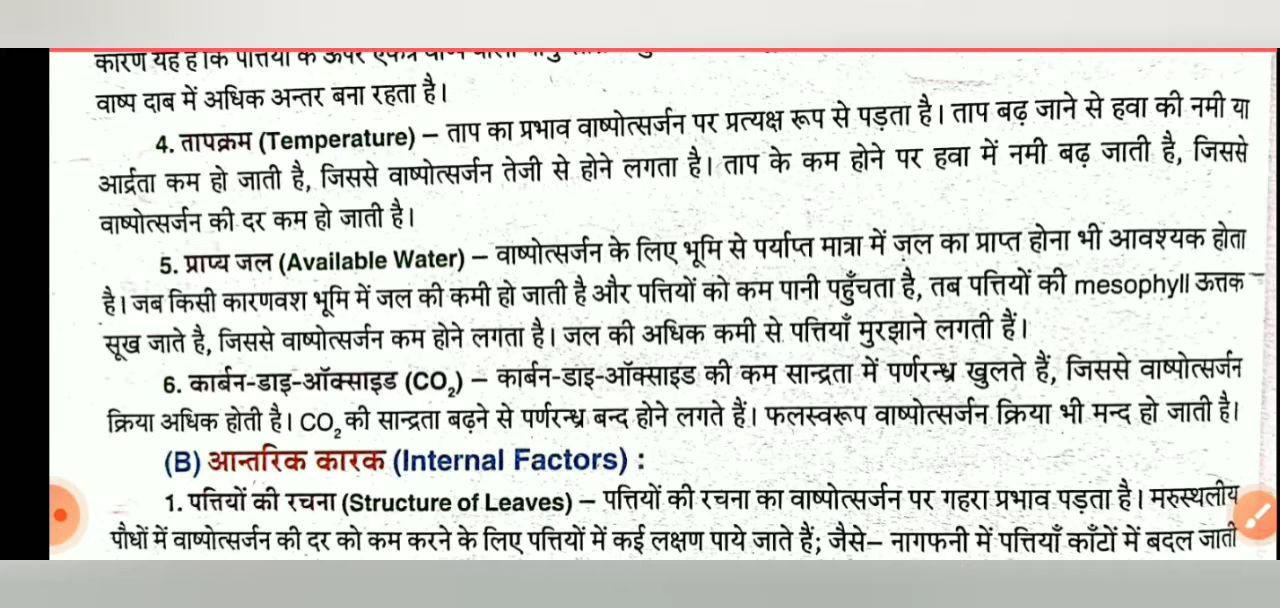 कारण यह है कि पत्तियों के ऊपर
वाष्प दाब में अधिक अन्तर बना रहता है।
4. तापक्रम (Temperature) – ताप का प्रभाव वाष्पोत्सर्जन पर प्रत्यक्ष रूप से पड़ता है। ताप बढ़ जाने से हवा की नमी या
आर्द्रता कम हो जाती है, जिससे वाष्पोत्सर्जन तेजी से होने लगता है। ताप के कम होने पर हवा में नमी बढ़ जाती है, जिससे
वाष्पोत्सर्जन की दर कम हो जाती है।
5. प्राप्य जल (Available Water) – वाष्पोत्सर्जन के लिए भूमि से पर्याप्त मात्रा में जल का प्राप्त होना भी आवश्यक होता
है। जब किसी कारणवश भूमि में जल की कमी हो जाती है और पत्तियों को कम पानी पहुँचता है, तब पत्तियों की mesophyll ऊत्तक
सूख जाते है, जिससे वाष्पोत्सर्जन कम होने लगता है। जल की अधिक कमी से पत्तियाँ मुरझाने लगती हैं।
6. कार्बन-डाइ-ऑक्साइड (CO₂) – कार्बन-डाइ-ऑक्साइड की कम सान्द्रता में पर्णरन्ध्र खुलते हैं, जिससे वाष्पोत्सर्जन
क्रिया अधिक होती है। CO₂ की सान्द्रता बढ़ने से पर्णरन्ध्र बन्द होने लगते हैं। फलस्वरूप वाष्पोत्सर्जन क्रिया भी मन्द हो जाती है।
(B) आन्तरिक कारक (Internal Factors) :
1. पत्तियों की रचना (Structure of Leaves) – पत्तियों की रचना का वाष्पोत्सर्जन पर गहरा प्रभाव पड़ता है। मरुस्थलीय
पौधों में वाष्पोत्सर्जन की दर को कम करने के लिए पत्तियों में कई लक्षण पाये जाते हैं; जैसे– नागफनी में पत्तियाँ काँटों में बदल जाती